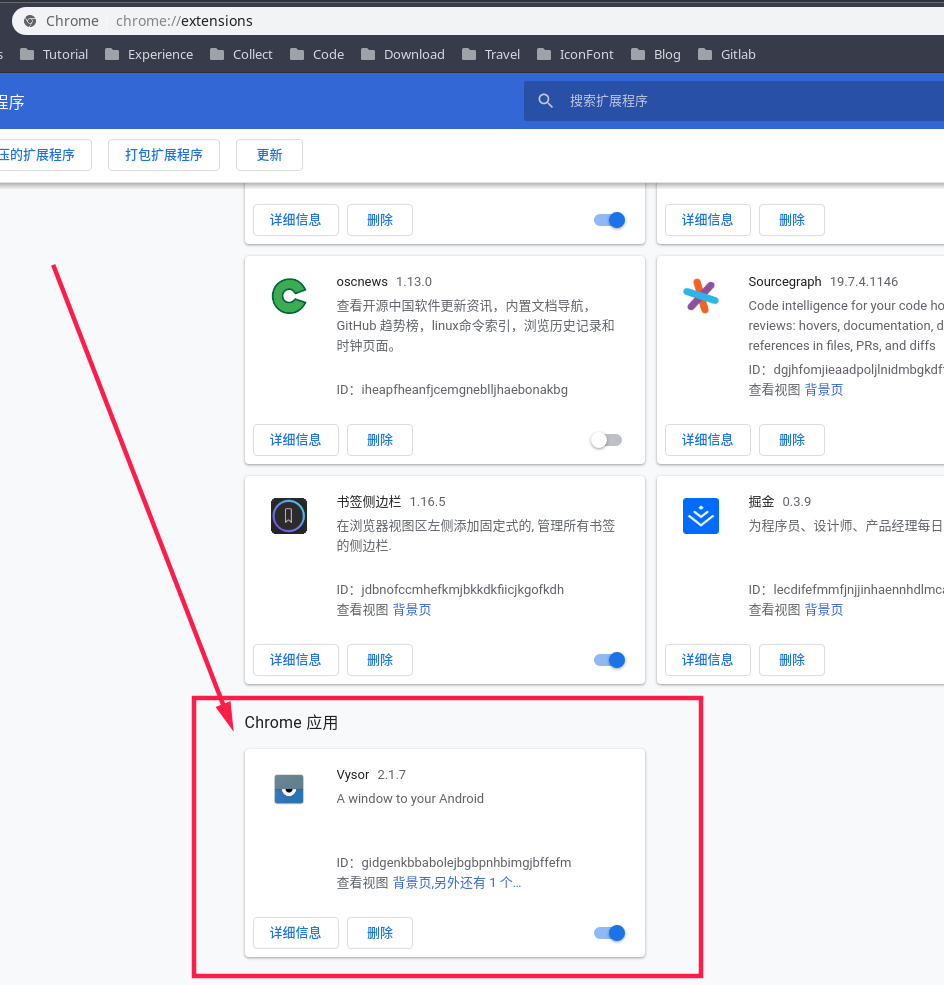 Chrome chrome://extensions
s Tutorial Experience Collect Code Download Travel IconFont Blog Gitlab
程序 搜索扩展程序
压的扩展程序 打包扩展程序 更新
详细信息 删除 详细信息 删除
oscnews 1.13.0
查看开源中国软件更新资讯，内置文档导航，
GitHub 趋势榜，linux命令索引，浏览历史记录和
时钟页面。
ID：iheapfheanfjcemgneblljhaebonakbg
详细信息 删除
Sourcegraph 19.7.4.1146
Code intelligence for your code ho
reviews: hovers, documentation, d
references in files, PRs, and diffs
ID：dgjhfomjieaadpoljlnidmbgkdf
查看视图 背景页
详细信息 删除
书签侧边栏 1.16.5
在浏览器视图区左侧添加固定式的, 管理所有书签
的侧边栏.
ID：jdbnofccmhefkmjbkkdkfiicjkgofkdh
查看视图 背景页
详细信息 删除
掘金 0.3.9
为程序员、设计师、产品经理每日
ID：lecdifefmmfjnjjinhaennhdlmca
查看视图 背景页
详细信息 删除
Chrome 应用
Vysor 2.1.7
A window to your Android
ID：gidgenkbbabolejbgbpnhbimgjbffefm
查看视图 背景页,另外还有 1 个...
详细信息 删除